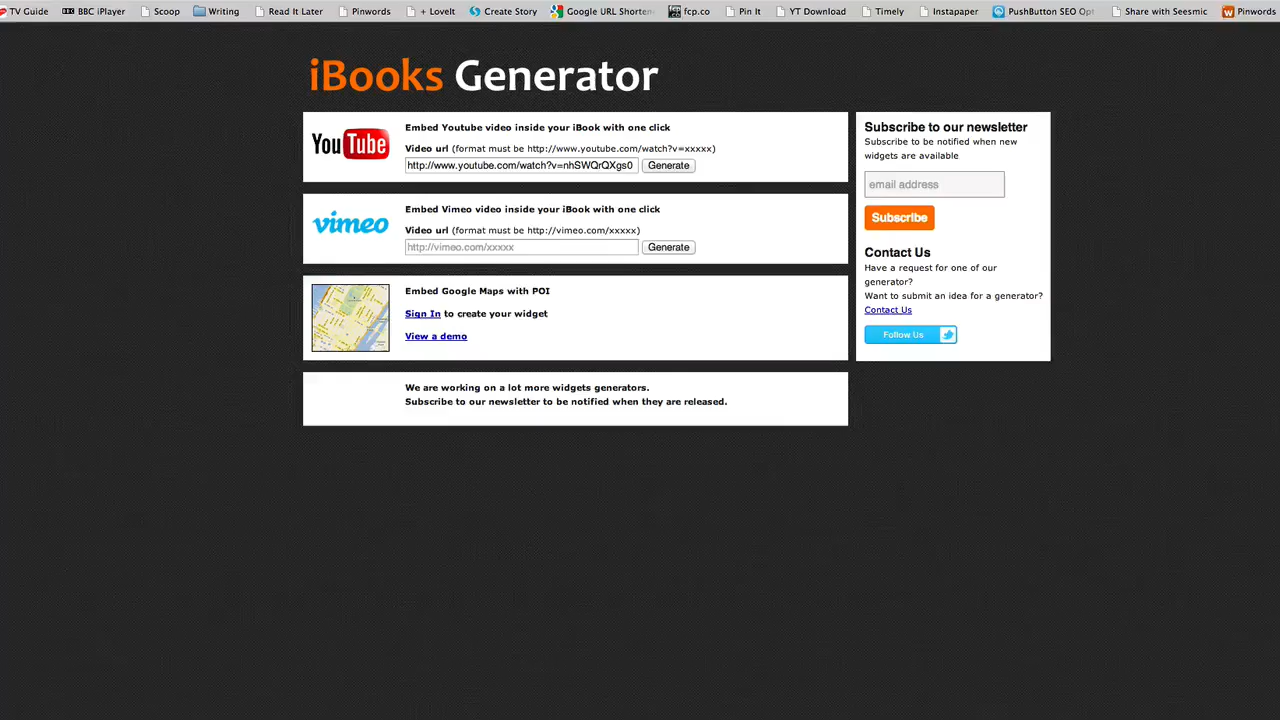 TV Guide BBC iPlayer Scoop Writing Read It Later Pinwords + LoveIt Create Story Google URL Shorten fcp.co Pin It YT Download Timely Instapaper PushButton SEO Opt Share with Seesmic Pinwords
iBooks Generator
YouTube
Embed Youtube video inside your iBook with one click
Video url (format must be http://www.youtube.com/watch?v=xxxxx)
http://www.youtube.com/watch?v=nhSWQrQXgs0 Generate
vimeo
Embed Vimeo video inside your iBook with one click
Video url (format must be http://vimeo.com/xxxxx)
http://vimeo.com/xxxxx Generate
Embed Google Maps with POI
Sign In to create your widget
View a demo
We are working on a lot more widgets generators.
Subscribe to our newsletter to be notified when they are released.
Subscribe to our newsletter
Subscribe to be notified when new
widgets are available
email address
Subscribe
Contact Us
Have a request for one of our
generator?
Want to submit an idea for a generator?
Contact Us
Follow Us